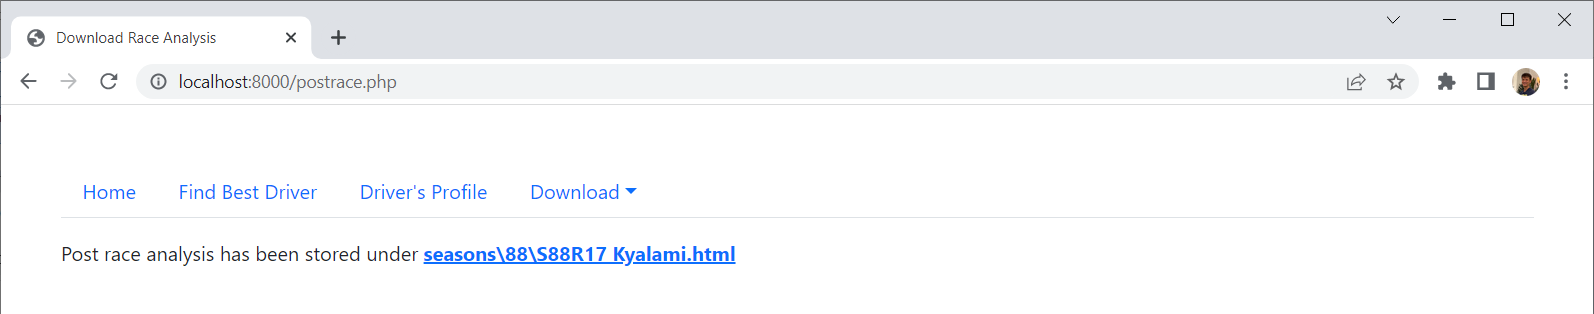 Download Race Analysis
localhost:8000/postrace.php
Home Find Best Driver Driver's Profile Download
Post race analysis has been stored under seasons\88\S88R17 Kyalami.html